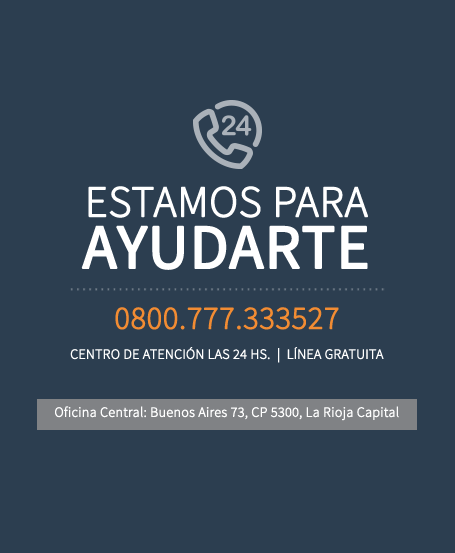 24
ESTAMOS PARA
AYUDARTE
0800.777.333527
CENTRO DE ATENCIÓN LAS 24 HS. | LÍNEA GRATUITA
Oficina Central: Buenos Aires 73, CP 5300, La Rioja Capital